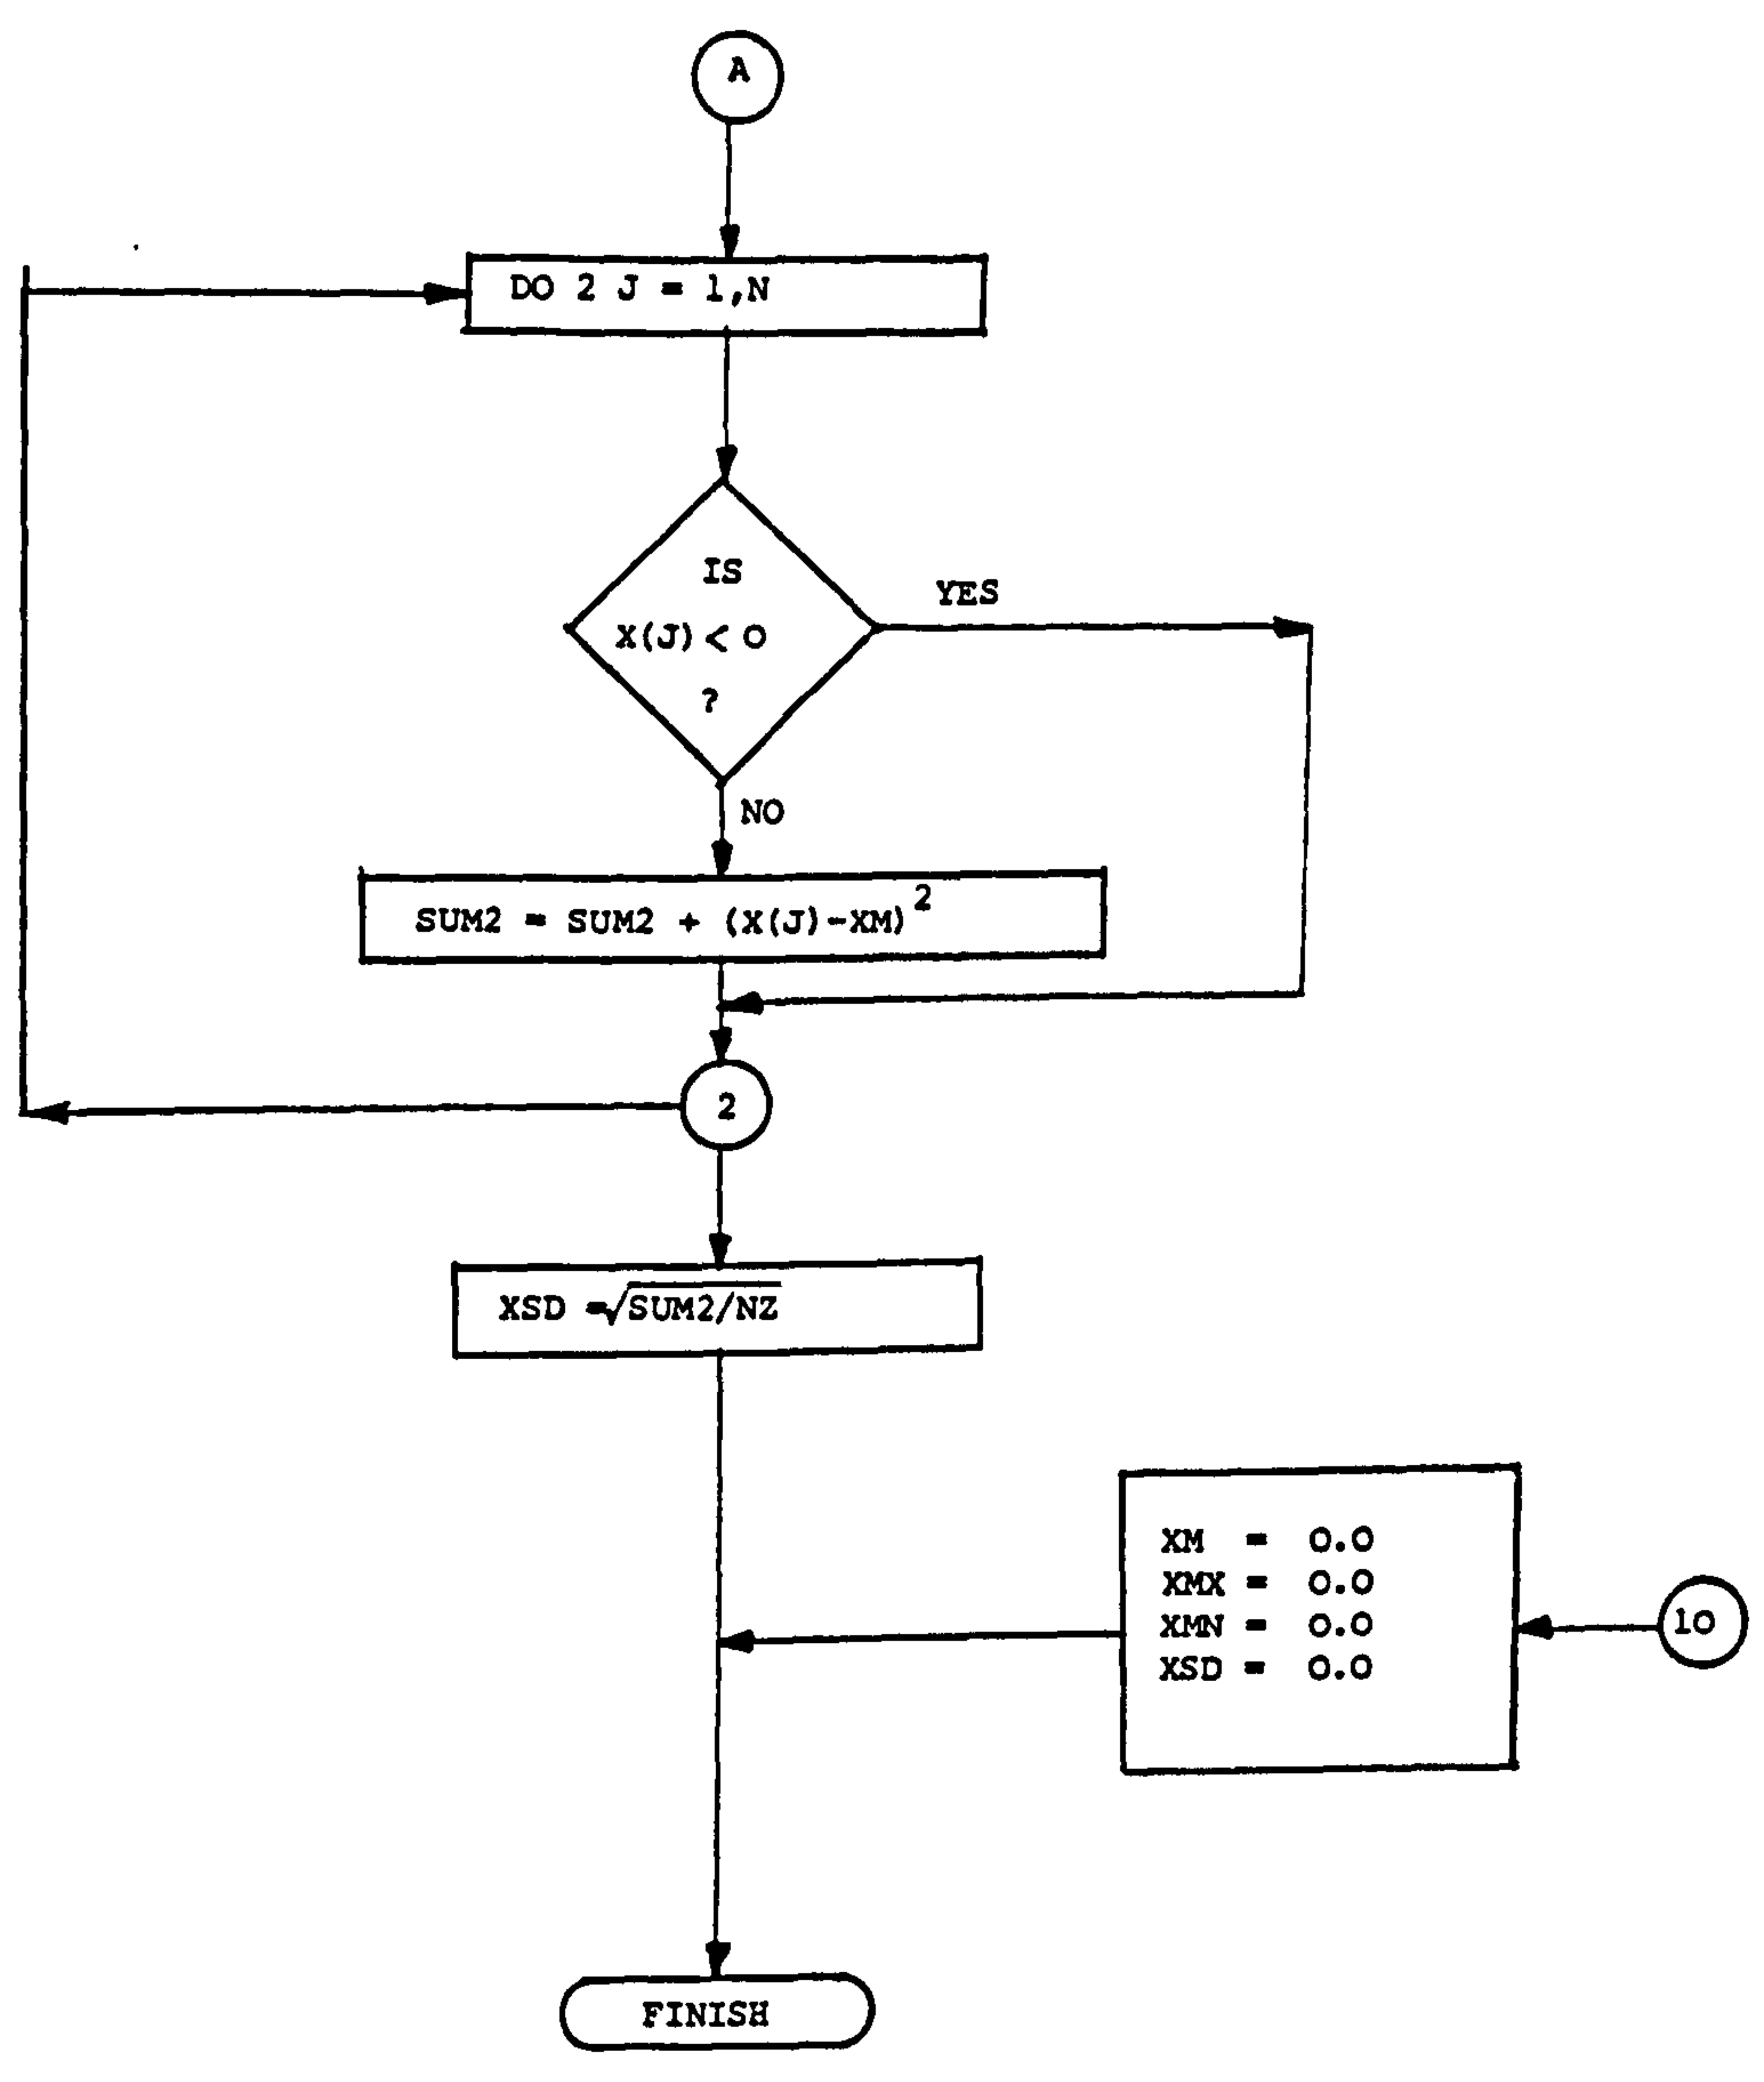 A
DO 2 J = 1,N
IS
X(J) < 0
?
YES
NO
SUM2 = SUM2 + (X(J)-XM)²
2
XSD =√SUM2/NZ
XM = 0.0
XMX = 0.0
XMN = 0.0
XSD = 0.0
10
FINISH